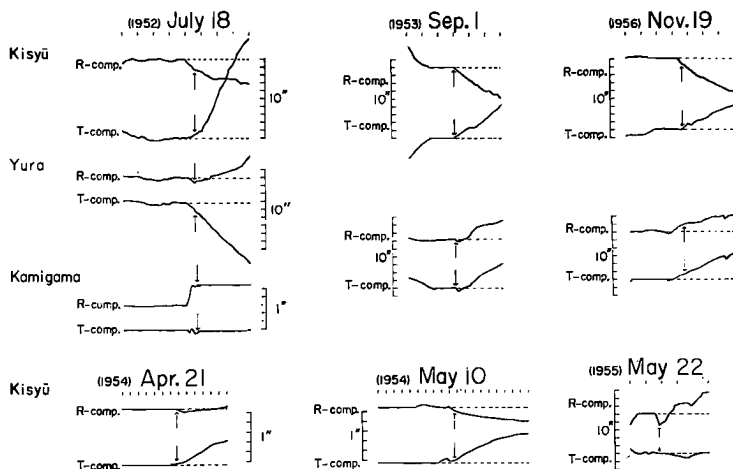 (1952) July 18
Kisyū
R-comp.
10"
T-comp.
Yura
R-comp.
T-comp.
10"
Kamigama
R-comp.
1"
T-comp.
(1953) Sep. 1
R-comp.
10"
T-comp.
R-comp.
10"
T-comp.
(1956) Nov. 19
R-comp.
10"
T-comp.
R-comp.
10"
T-comp.
Kisyū
(1954) Apr. 21
R-comp.
1"
T-comp.
(1954) May 10
R-comp.
1"
T-comp.
(1955) May 22
R-comp.
10"
T-comp.